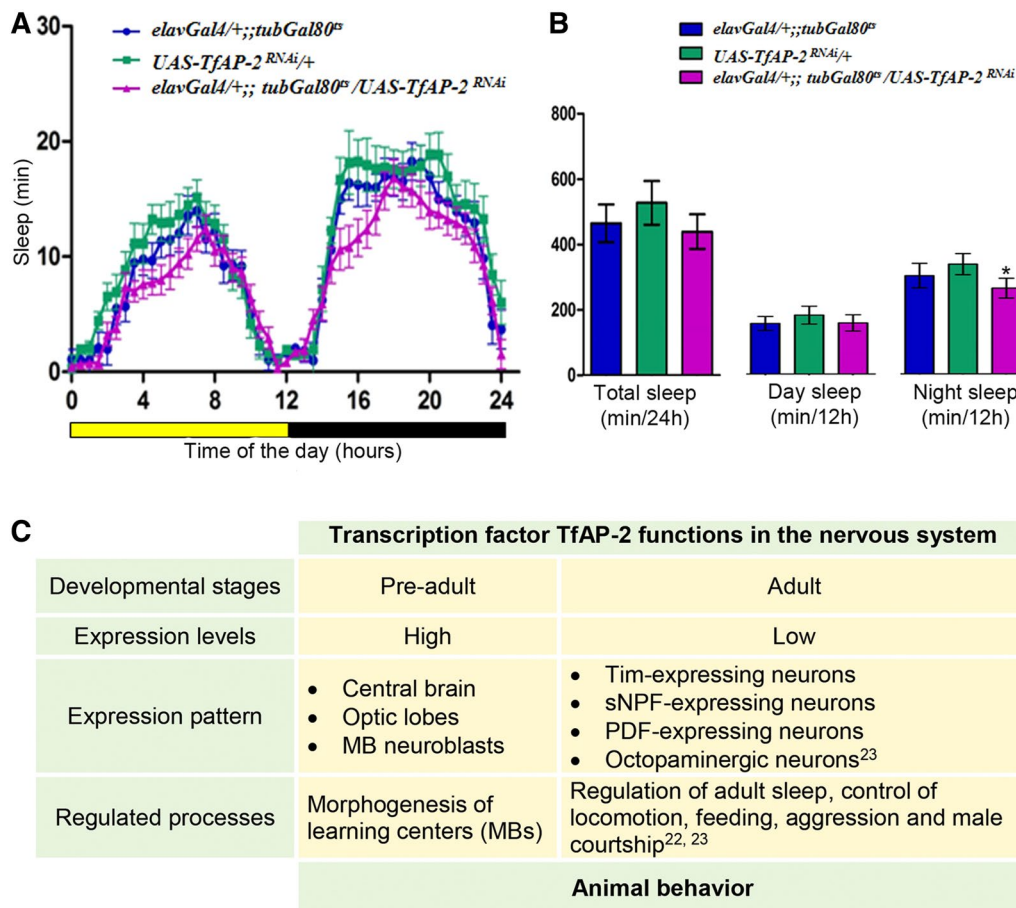 A
elavGal4/+;;tubGal80ts
UAS-TfAP-2 RNAi/+
elavGal4/+;; tubGal80ts/UAS-TfAP-2 RNAi
Sleep (min)
30
20
10
0
0 4 8 12 16 20 24
Time of the day (hours)
B
elavGal4/+;;tubGal80ts
UAS-TfAP-2 RNAi/+
elavGal4/+;; tubGal80ts/UAS-TfAP-2 RNAi
800
600
400
200
0
*
Total sleep
(min/24h)
Day sleep
(min/12h)
Night sleep
(min/12h)
C
Transcription factor TfAP-2 functions in the nervous system
Developmental stages
Pre-adult
Adult
Expression levels
High
Low
Expression pattern
• Central brain
• Optic lobes
• MB neuroblasts
• Tim-expressing neurons
• sNPF-expressing neurons
• PDF-expressing neurons
• Octopaminergic neurons23
Regulated processes
Morphogenesis of
learning centers (MBs)
Regulation of adult sleep, control of
locomotion, feeding, aggression and male
courtship22, 23
Animal behavior